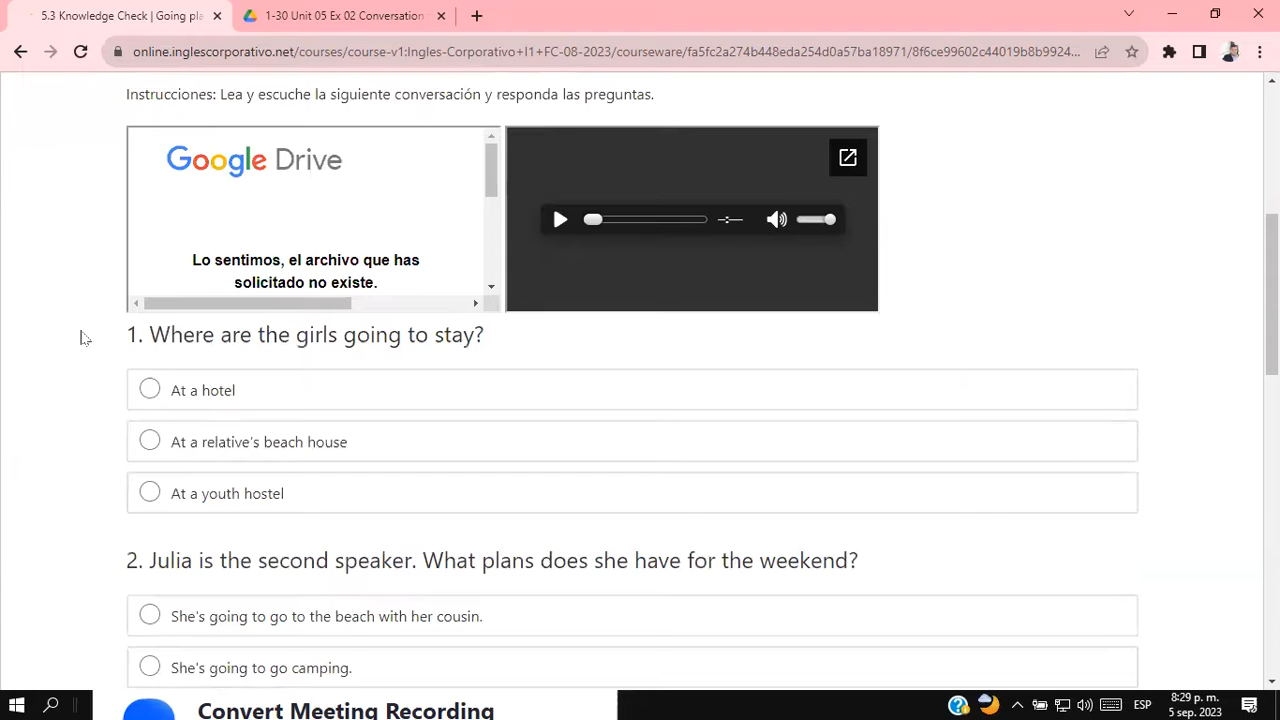 5.3 Knowledge Check | Going pla
1-30 Unit 05 Ex 02 Conversation
online.inglescorporativo.net/courses/course-v1:Ingles-Corporativo+I1+FC-08-2023/courseware/fa5fc2a274b448eda254d0a57ba18971/8f6ce99602c44019b8b9924...
Instrucciones: Lea y escuche la siguiente conversación y responda las preguntas.
Google Drive
Lo sentimos, el archivo que has
solicitado no existe.
-:--
1. Where are the girls going to stay?
At a hotel
At a relative's beach house
At a youth hostel
2. Julia is the second speaker. What plans does she have for the weekend?
She's going to go to the beach with her cousin.
She's going to go camping.
Convert Meeting Recording
ESP
8:29 p. m.
5 sep. 2023